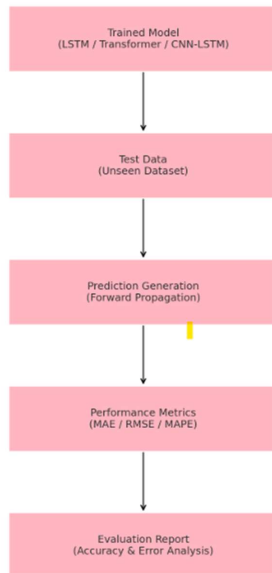 Trained Model
(LSTM / Transformer / CNN-LSTM)
Test Data
(Unseen Dataset)
Prediction Generation
(Forward Propagation)
Performance Metrics
(MAE / RMSE / MAPE)
Evaluation Report
(Accuracy & Error Analysis)